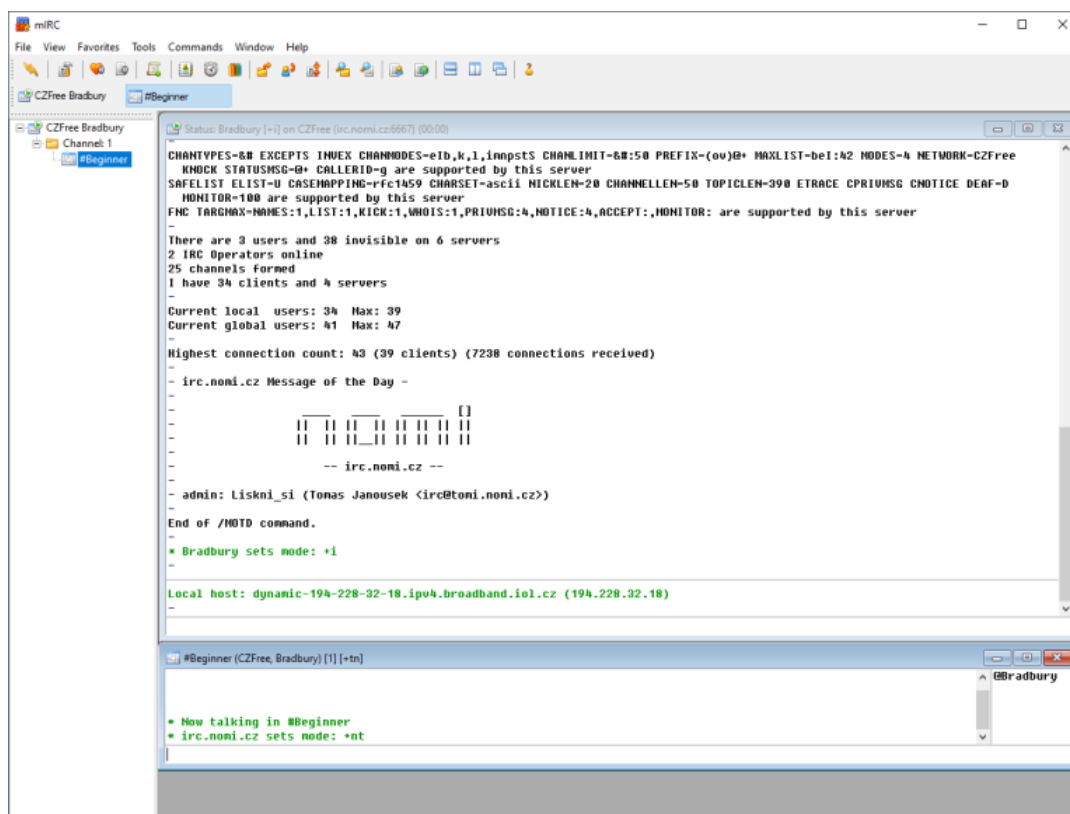 mIRC
File View Favorites Tools Commands Window Help
CZFree Bradbury #Beginner
CZFree Bradbury
Channel: 1
#Beginner
Status: Bradbury [+i] on CZFree (irc.nomi.cz:6667) (00:00)
CHANTYPES=&# EXCEPTS INVEX CHANMODES=eIb,k,l,imnpstS CHANLIMIT=&#:50 PREFIX=(ov)@+ MAXLIST=beI:42 MODES=4 NETWORK=CZFree
KNOCK STATUSMSG=@+ CALLERID=g are supported by this server
SAFELIST ELIST=U CASEMAPPING=rfc1459 CHARSET=ascii NICKLEN=20 CHANNELLEN=50 TOPICLEN=390 ETRACE CPRIVMSG CNOTICE DEAF=D
MONITOR=100 are supported by this server
FNC TARGMAX=NAMES:1,LIST:1,KICK:1,WHOIS:1,PRIVMSG:4,NOTICE:4,ACCEPT:,MONITOR: are supported by this server
-
There are 3 users and 38 invisible on 6 servers
2 IRC Operators online
25 channels formed
I have 34 clients and 4 servers
-
Current local users: 34 Max: 39
Current global users: 41 Max: 47
-
Highest connection count: 43 (39 clients) (7238 connections received)
-
- irc.nomi.cz Message of the Day -
-
- ____ ____ ______ []
- || || || || || || || ||
- || || ||__|| || || || ||
-
- -- irc.nomi.cz --
-
- admin: Liskni_si (Tomas Janousek <irc@tomi.nomi.cz>)
-
End of /MOTD command.
-
* Bradbury sets mode: +i
-
Local host: dynamic-194-228-32-18.ipv4.broadband.iol.cz (194.228.32.18)
-
#Beginner (CZFree, Bradbury) [1] [+tn]
@Bradbury
* Now talking in #Beginner
* irc.nomi.cz sets mode: +nt